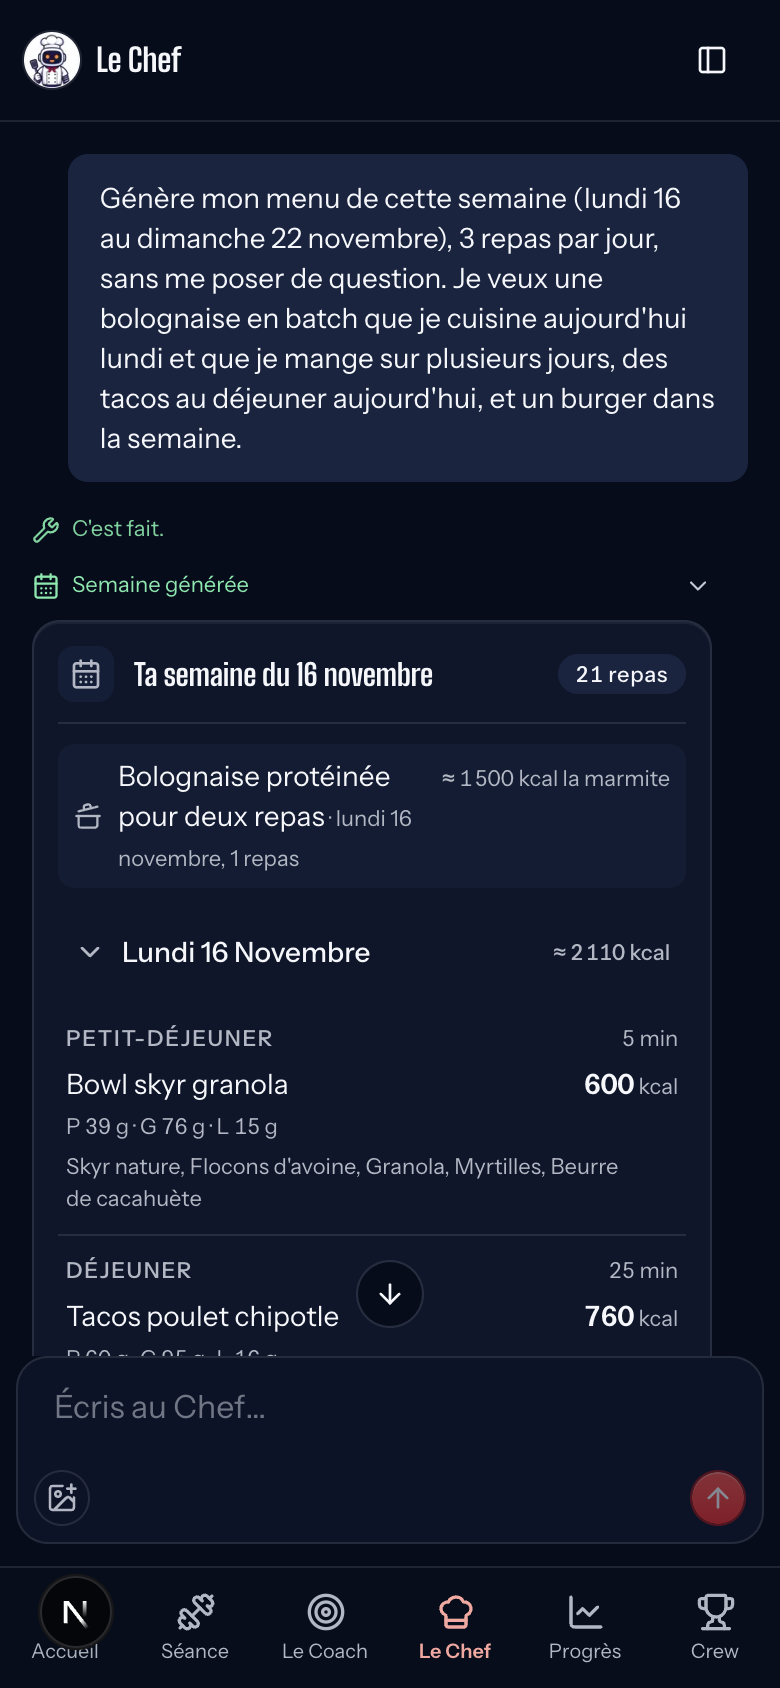 Le Chef
Génère mon menu de cette semaine (lundi 16
au dimanche 22 novembre), 3 repas par jour,
sans me poser de question. Je veux une
bolognaise en batch que je cuisine aujourd'hui
lundi et que je mange sur plusieurs jours, des
tacos au déjeuner aujourd'hui, et un burger dans
la semaine.
C'est fait.
Semaine générée
Ta semaine du 16 novembre
21 repas
Bolognaise protéinée
≈ 1 500 kcal la marmite
pour deux repas · lundi 16
novembre, 1 repas
Lundi 16 Novembre
≈ 2 110 kcal
PETIT-DÉJEUNER
5 min
Bowl skyr granola
600 kcal
P 39 g · G 76 g · L 15 g
Skyr nature, Flocons d'avoine, Granola, Myrtilles, Beurre
de cacahuète
DÉJEUNER
25 min
Tacos poulet chipotle
760 kcal
Écris au Chef...
N
Accueil
Séance
Le Coach
Le Chef
Progrès
Crew